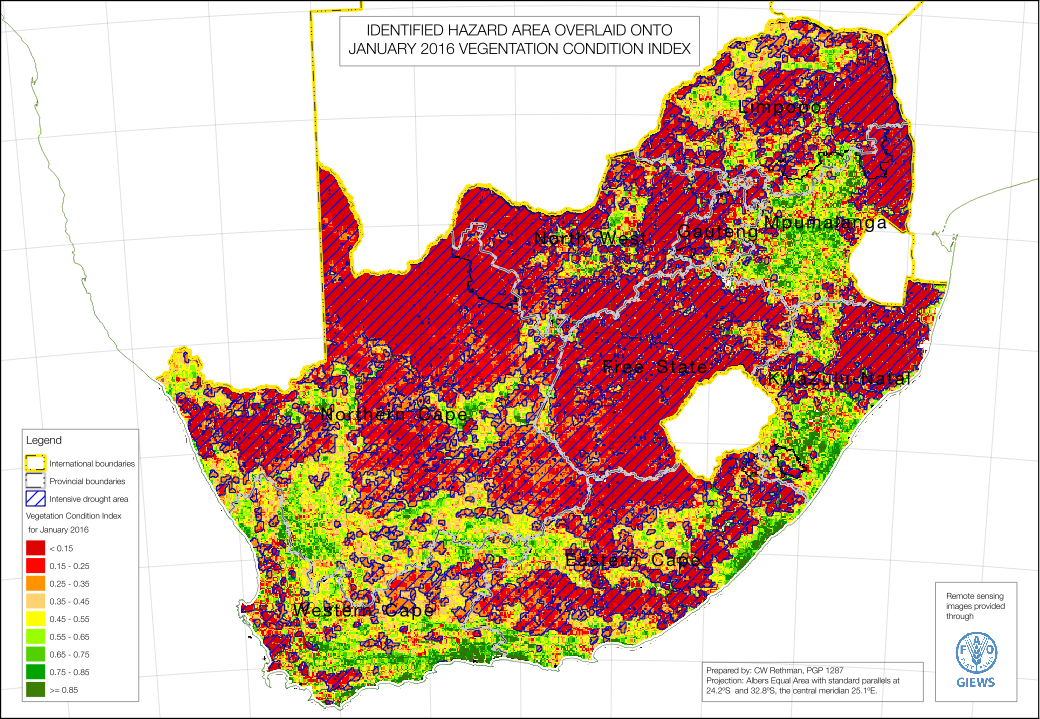 IDENTIFIED HAZARD AREA OVERLAID ONTO
JANUARY 2016 VEGENTATION CONDITION INDEX
Limpopo
Mpumalanga
North West
Gauteng
Free State
KwaZulu-Natal
Northern Cape
Eastern Cape
Western Cape
Legend
International boundaries
Provincial boundaries
Intensive drought area
Vegetation Condition Index
for January 2016
< 0.15
0.15 - 0.25
0.25 - 0.35
0.35 - 0.45
0.45 - 0.55
0.55 - 0.65
0.65 - 0.75
0.75 - 0.85
>= 0.85
Prepared by: CW Rethman, PGP 1287
Projection: Albers Equal Area with standard parallels at
24.2ºS and 32.8ºS, the central meridian 25.1ºE.
Remote sensing
images provided
through
F A O
FIAT PANIS
GIEWS